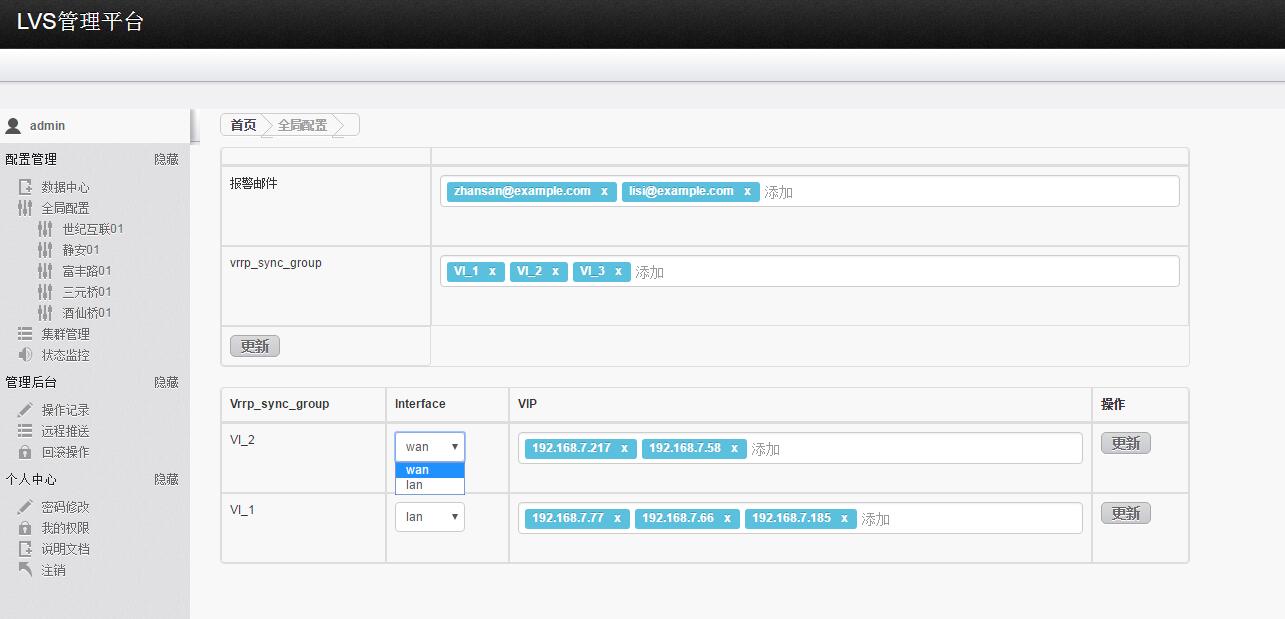 LVS管理平台
admin
配置管理 隐藏
数据中心
全局配置
世纪互联01
静安01
富丰路01
三元桥01
酒仙桥01
集群管理
状态监控
管理后台 隐藏
操作记录
远程推送
回滚操作
个人中心 隐藏
密码修改
我的权限
说明文档
注销
首页 全局配置
报警邮件 zhansan@example.com x lisi@example.com x 添加
vrrp_sync_group VI_1 x VI_2 x VI_3 x 添加
更新
Vrrp_sync_group Interface VIP 操作
VI_2 wan 192.168.7.217 x 192.168.7.58 x 添加 更新
wan
lan
VI_1 lan 192.168.7.77 x 192.168.7.66 x 192.168.7.185 x 添加 更新